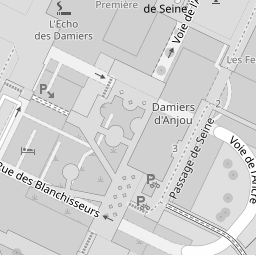 Première
de Seine
Voie de l'A
L'Écho
des Damiers
Les Fe
P
Damiers
d'Anjou
2
3
Passage de Seine
Voie de l'Ancre
P
P
Rue des Blanchisseurs